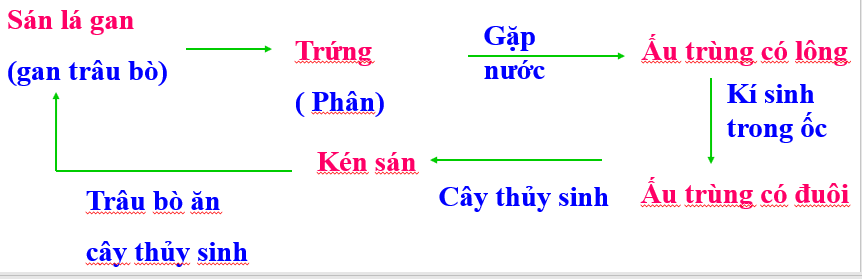 Sán lá gan
(gan trâu bò)
Trứng
( Phân)
Gặp
nước
Ấu trùng có lông
Kí sinh
trong ốc
Ấu trùng có đuôi
Cây thủy sinh
Kén sán
Trâu bò ăn
cây thủy sinh